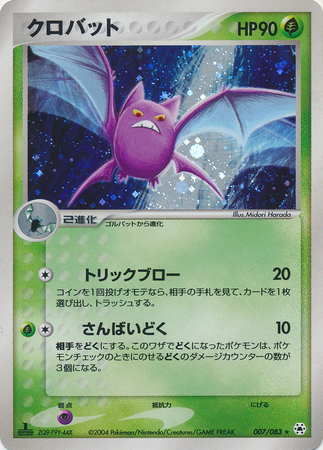 クロバット HP90
Illus.Midori Harada
2進化 ゴルバットから進化
トリックブロー 20
コインを1回投げオモテなら、相手の手札を見て、カードを1枚
選び出し、トラッシュする。
さんばいどく 10
相手をどくにする。このワザでどくになったポケモンは、ポケ
モンチェックのときにのせるどくのダメージカウンターの数が
3個になる。
弱点 抵抗力 にげる
©2004 Pokémon/Nintendo/Creatures/GAME FREAK. 007/083 ★